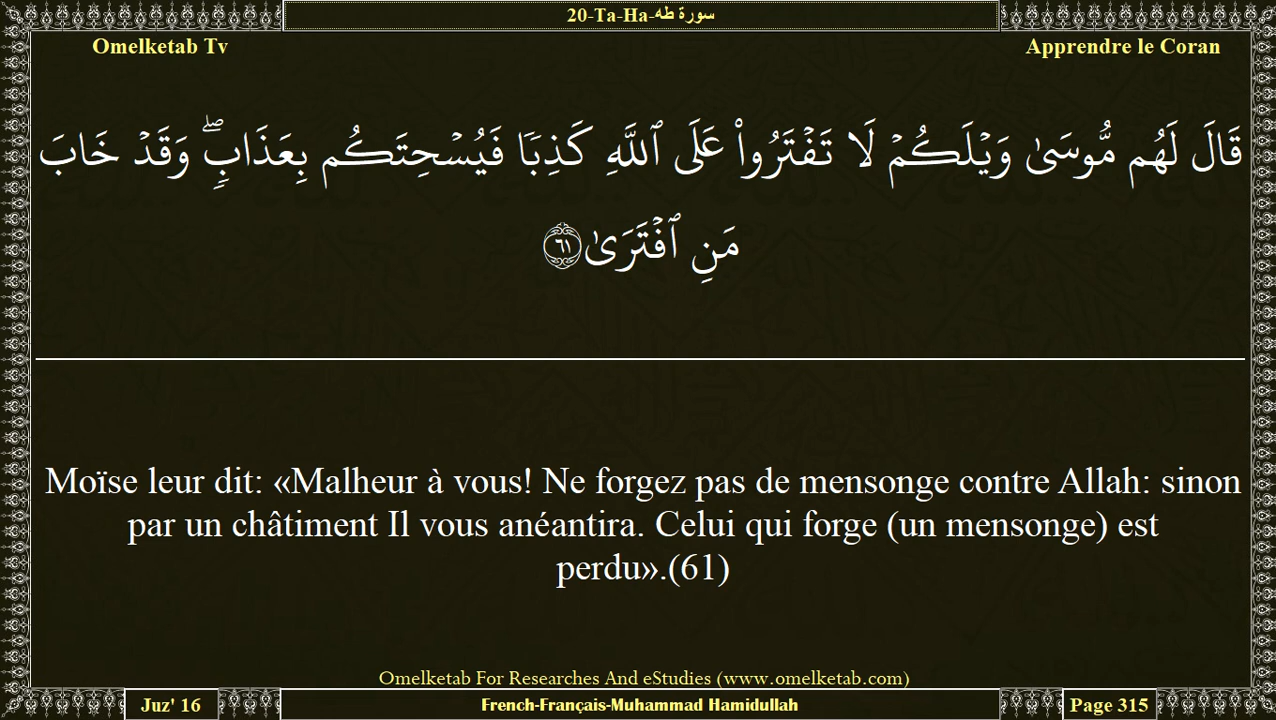 20-Ta-Ha-سورة طه
Omelketab Tv
Apprendre le Coran
قَالَ لَهُم مُّوسَىٰ وَيۡلَكُمۡ لَا تَفۡتَرُواْ عَلَى ٱللَّهِ كَذِبٗا فَيُسۡحِتَكُم بِعَذَابٖۖ وَقَدۡ خَابَ
مَنِ ٱفۡتَرَىٰ ٦١
Moïse leur dit: «Malheur à vous! Ne forgez pas de mensonge contre Allah: sinon
par un châtiment Il vous anéantira. Celui qui forge (un mensonge) est
perdu».(61)
Omelketab For Researches And eStudies (www.omelketab.com)
Juz' 16
French-Français-Muhammad Hamidullah
Page 315